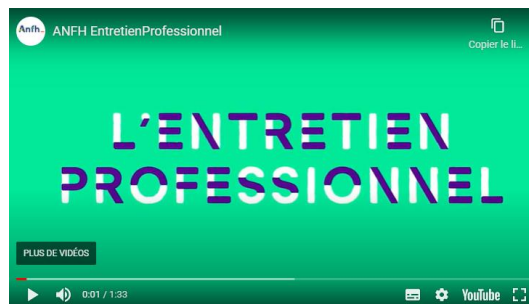 Anfh
ANFH EntretienProfessionnel
Copier le li...
L'ENTRETIEN
PROFESSIONNEL
PLUS DE VIDÉOS
0:01 / 1:33
YouTube